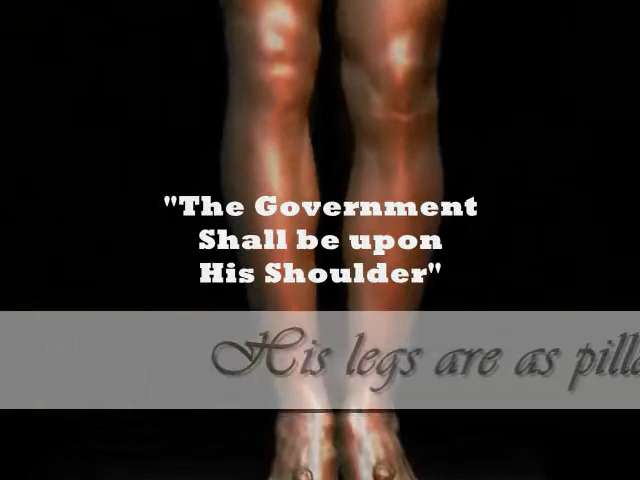 "The Government
Shall be upon
His Shoulder"
His legs are as pilla